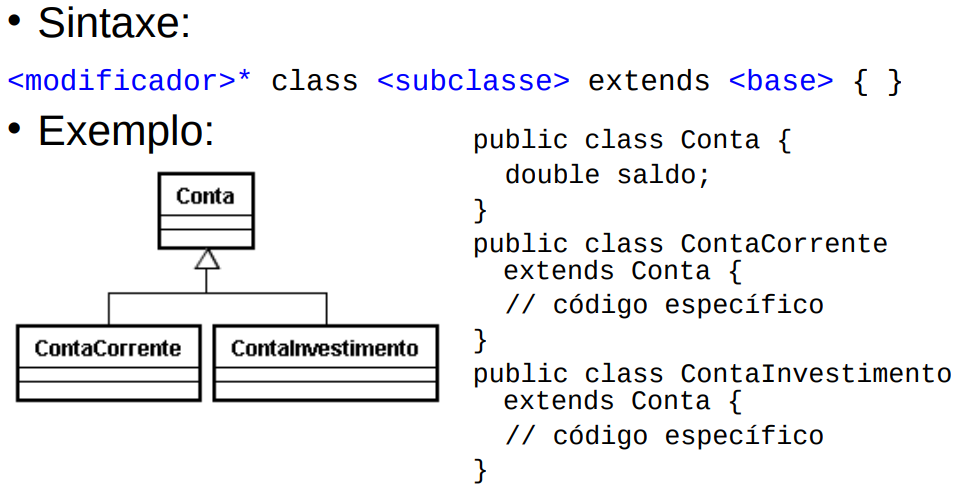 • Sintaxe:
<modificador>* class <subclasse> extends <base> { }
• Exemplo:
Conta
ContaCorrente
ContaInvestimento
public class Conta {
double saldo;
}
public class ContaCorrente
extends Conta {
// código específico
}
public class ContaInvestimento
extends Conta {
// código específico
}